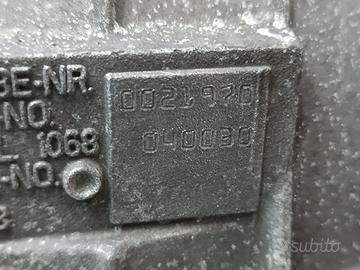 BE-NR.
-NO.
L 1068
-NO.
0021970
040030
subito